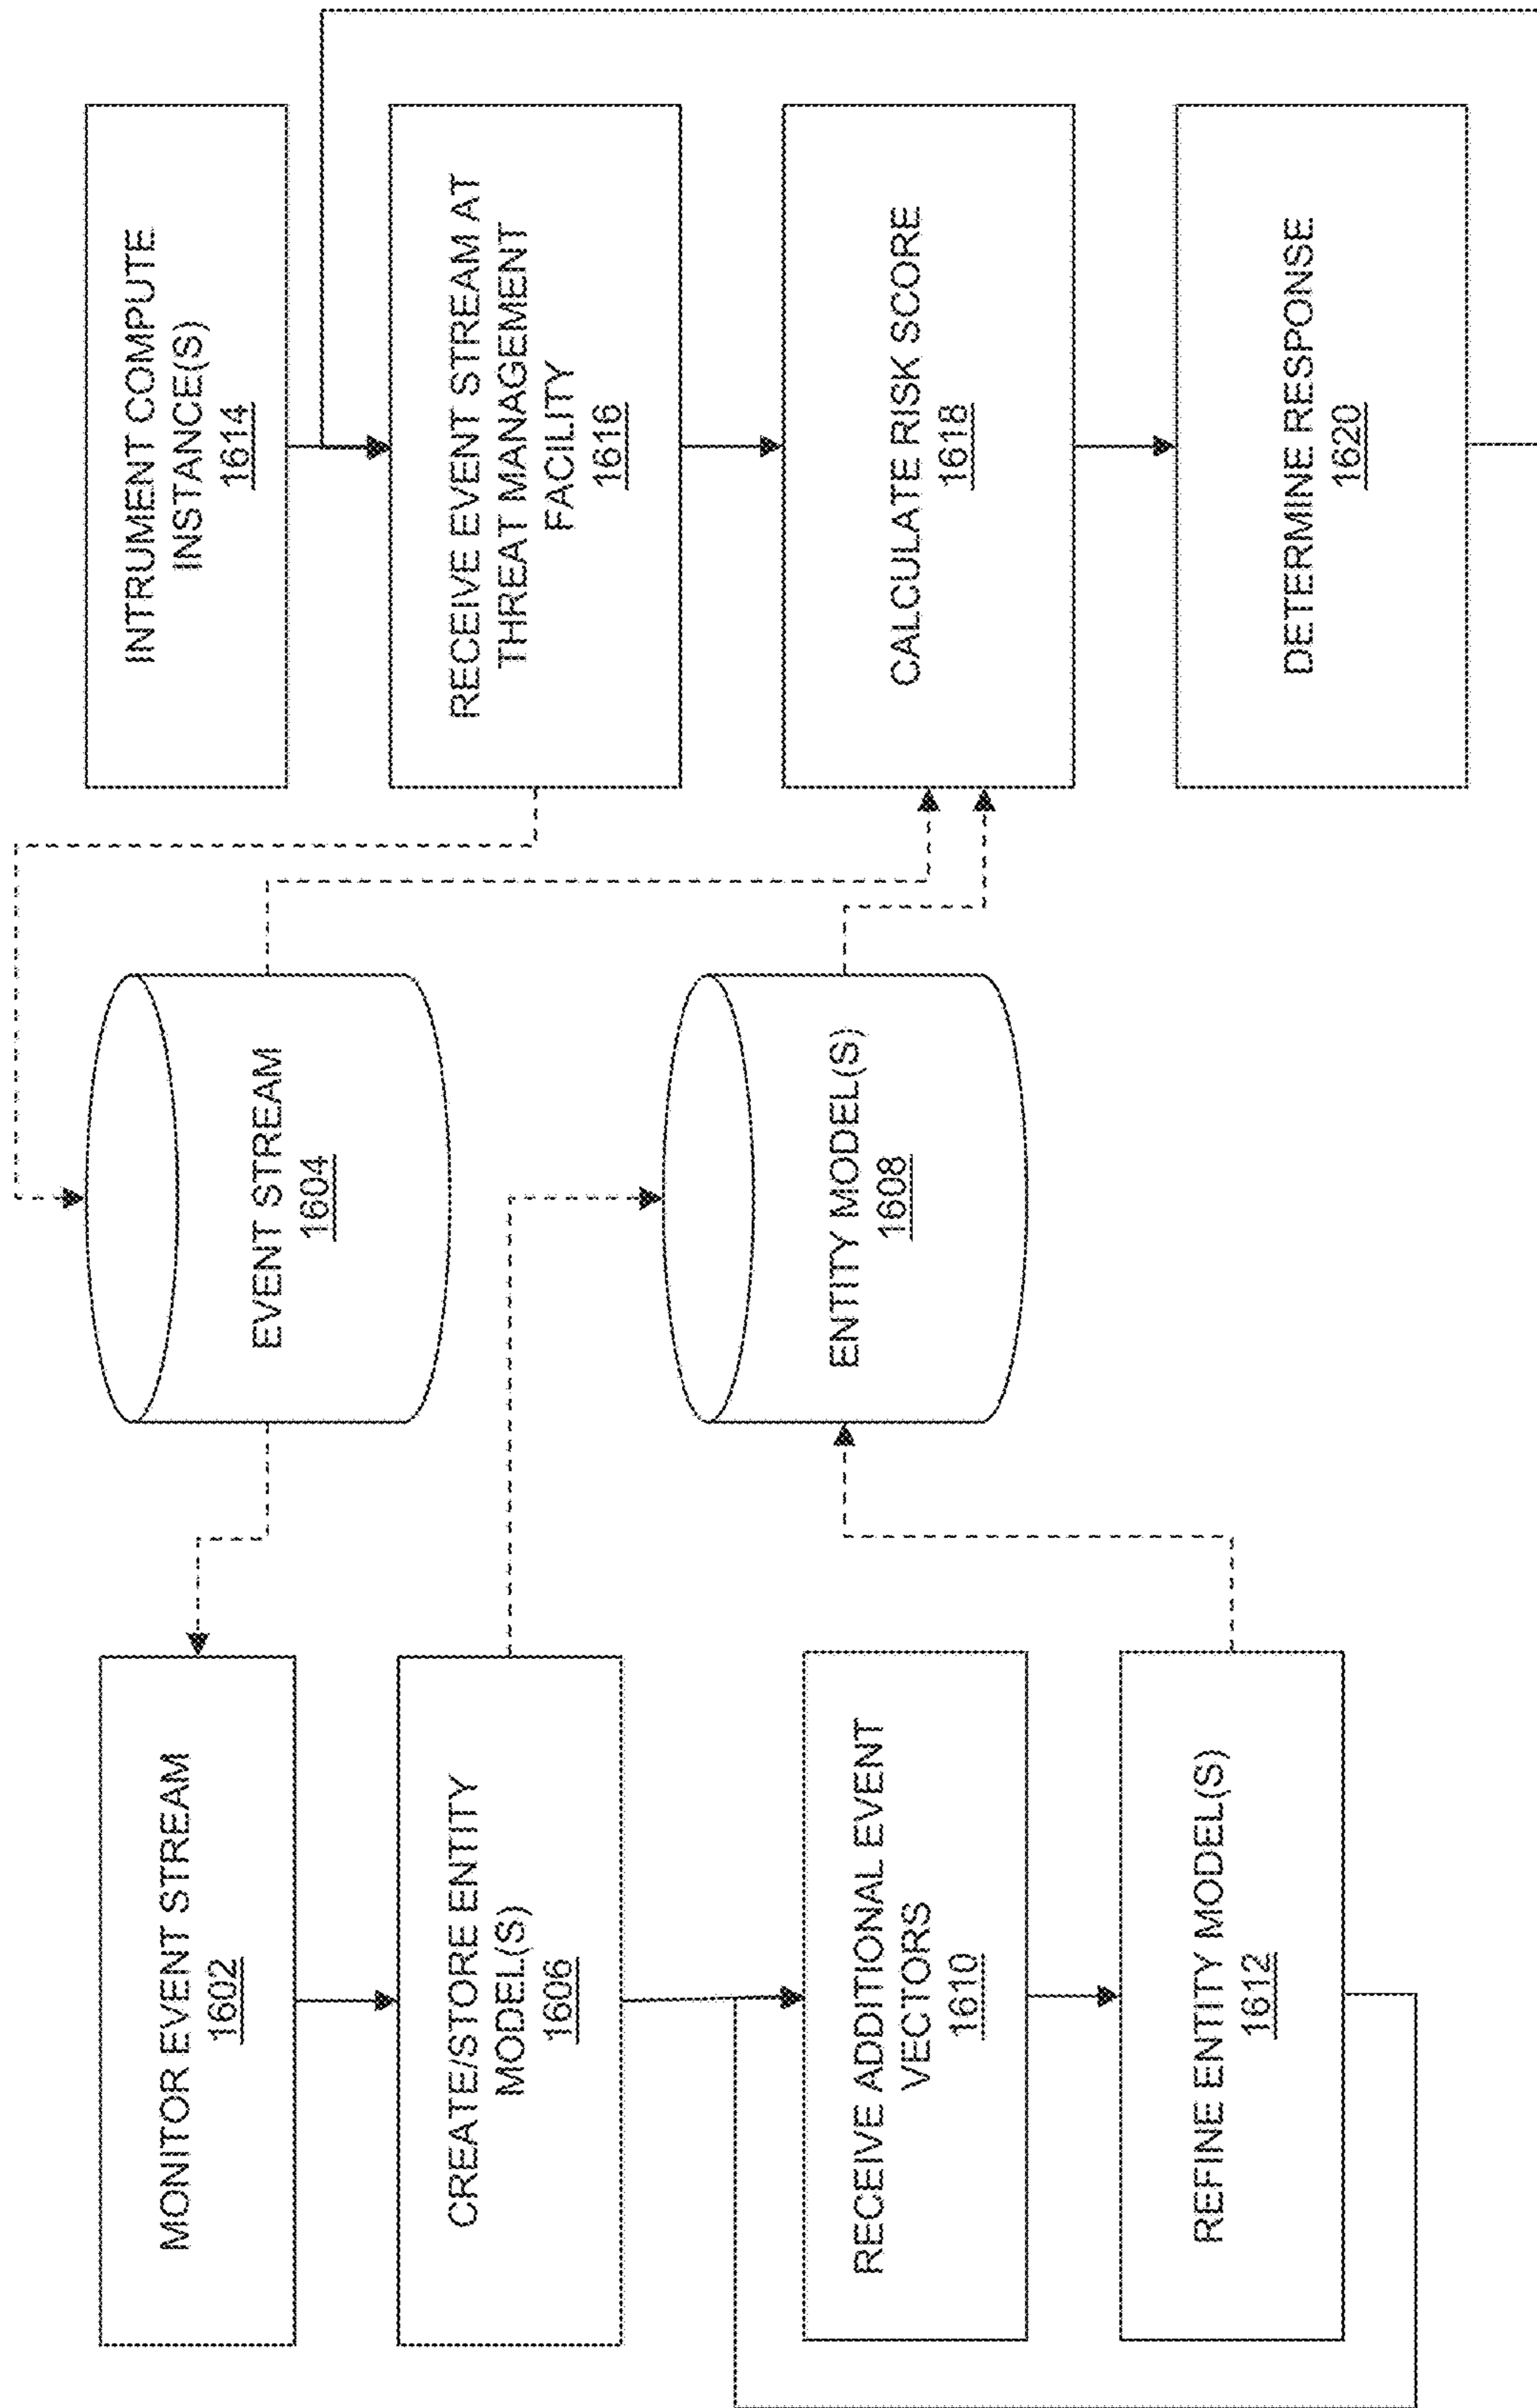 MONITOR EVENT STREAM
1602
CREATE/STORE ENTITY
MODEL(S)
1606
RECEIVE ADDITIONAL EVENT
VECTORS
1610
REFINE ENTITY MODEL(S)
1612
EVENT STREAM
1604
ENTITY MODEL(S)
1608
INTRUMENT COMPUTE
INSTANCE(S)
1614
RECEIVE EVENT STREAM AT
THREAT MANAGEMENT
FACILITY
1616
CALCULATE RISK SCORE
1618
DETERMINE RESPONSE
1620